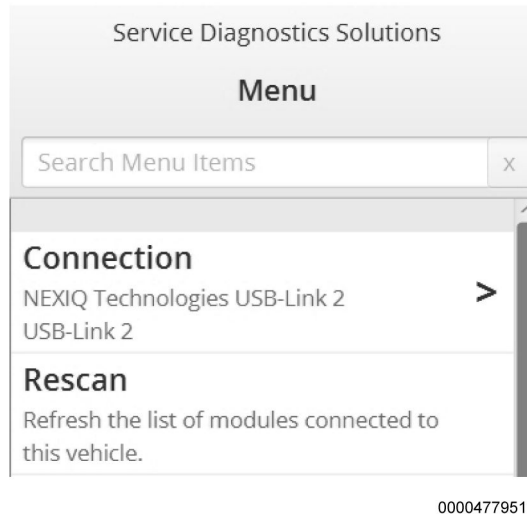 Service Diagnostics Solutions
Menu
Search Menu Items
x
Connection
NEXIQ Technologies USB-Link 2
USB-Link 2
>
Rescan
Refresh the list of modules connected to
this vehicle.
0000477951